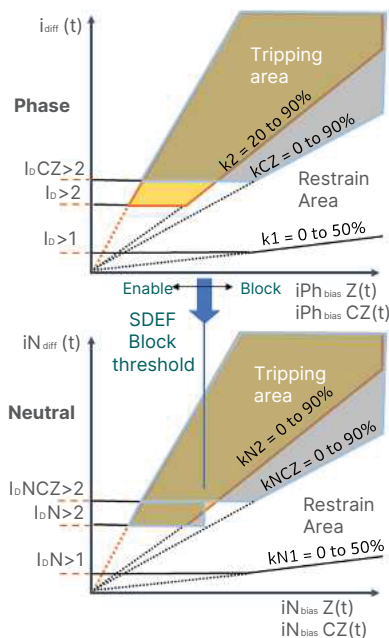 i diff (t)
Tripping
area
Phase
k2 = 20 to 90%
kCZ = 0 to 90%
IDCZ>2
ID>2
Restrain
Area
ID>1
k1 = 0 to 50%
Enable
Block
iPh bias Z(t)
iPh bias CZ(t)
SDEF
Block
threshold
iN diff (t)
Tripping
area
Neutral
kN2 = 0 to 90%
kNCZ = 0 to 90%
IDNCZ>2
IDN>2
Restrain
Area
IDN>1
kN1 = 0 to 50%
iN bias Z(t)
iN bias CZ(t)